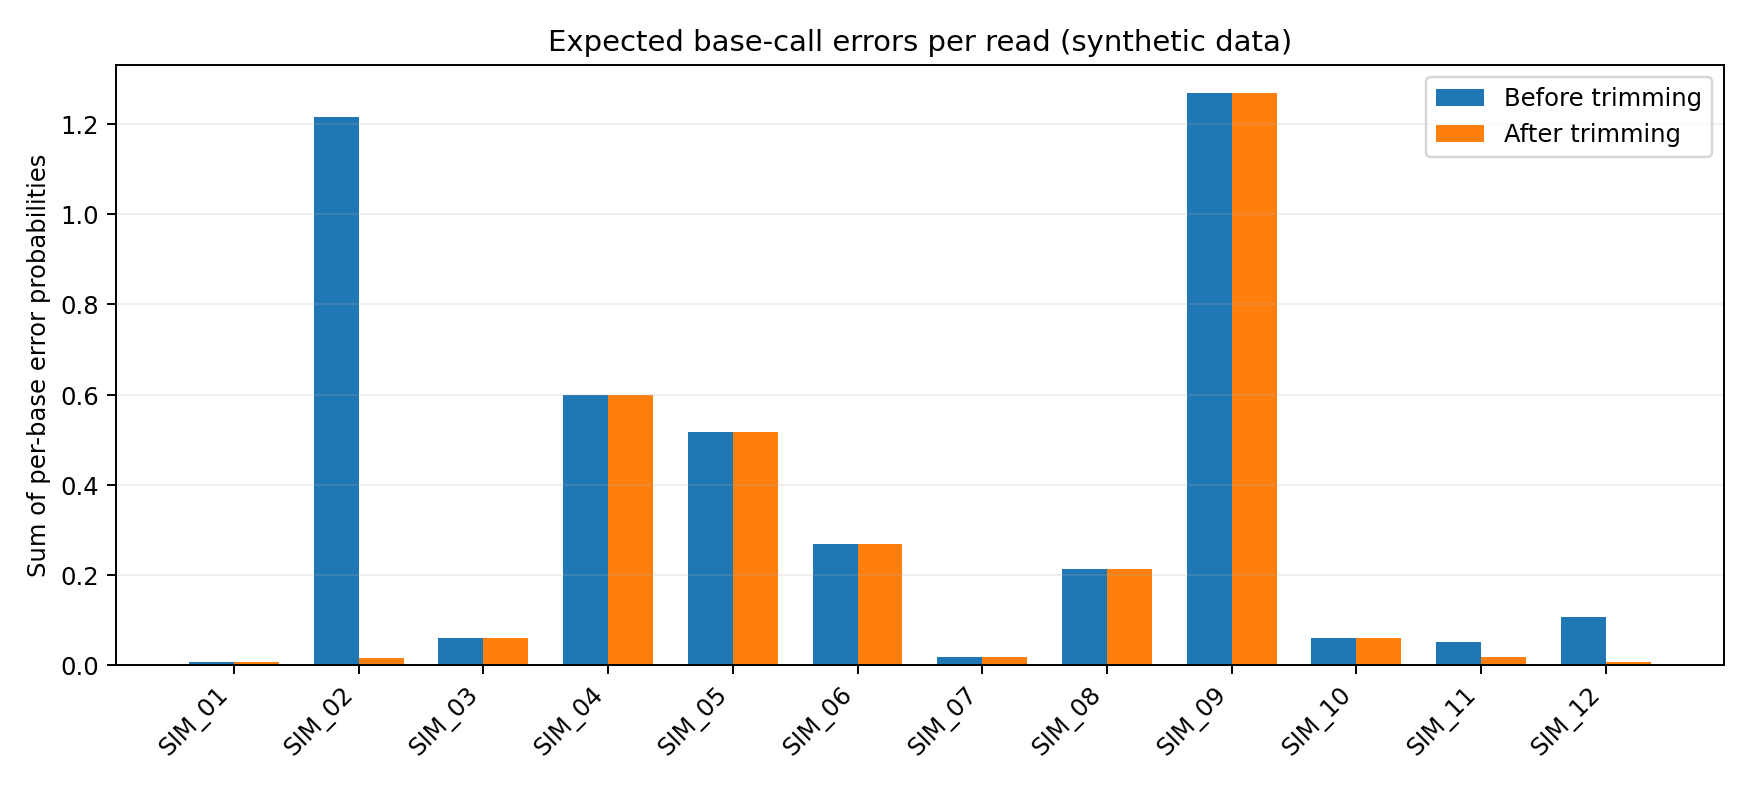 Expected base-call errors per read (synthetic data)
Sum of per-base error probabilities
1.2
1.0
0.8
0.6
0.4
0.2
0.0
Before trimming
After trimming
SIM_01
SIM_02
SIM_03
SIM_04
SIM_05
SIM_06
SIM_07
SIM_08
SIM_09
SIM_10
SIM_11
SIM_12